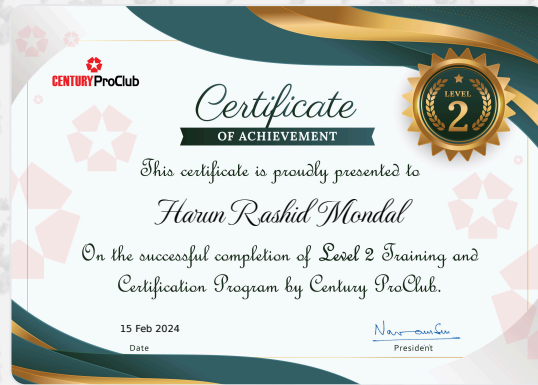 CENTURY ProClub
LEVEL
2
Certificate
OF ACHIEVEMENT
This certificate is proudly presented to
Harun Rashid Mondal
On the successful completion of Level 2 Training and
Certification Program by Century ProClub.
15 Feb 2024
Date
President